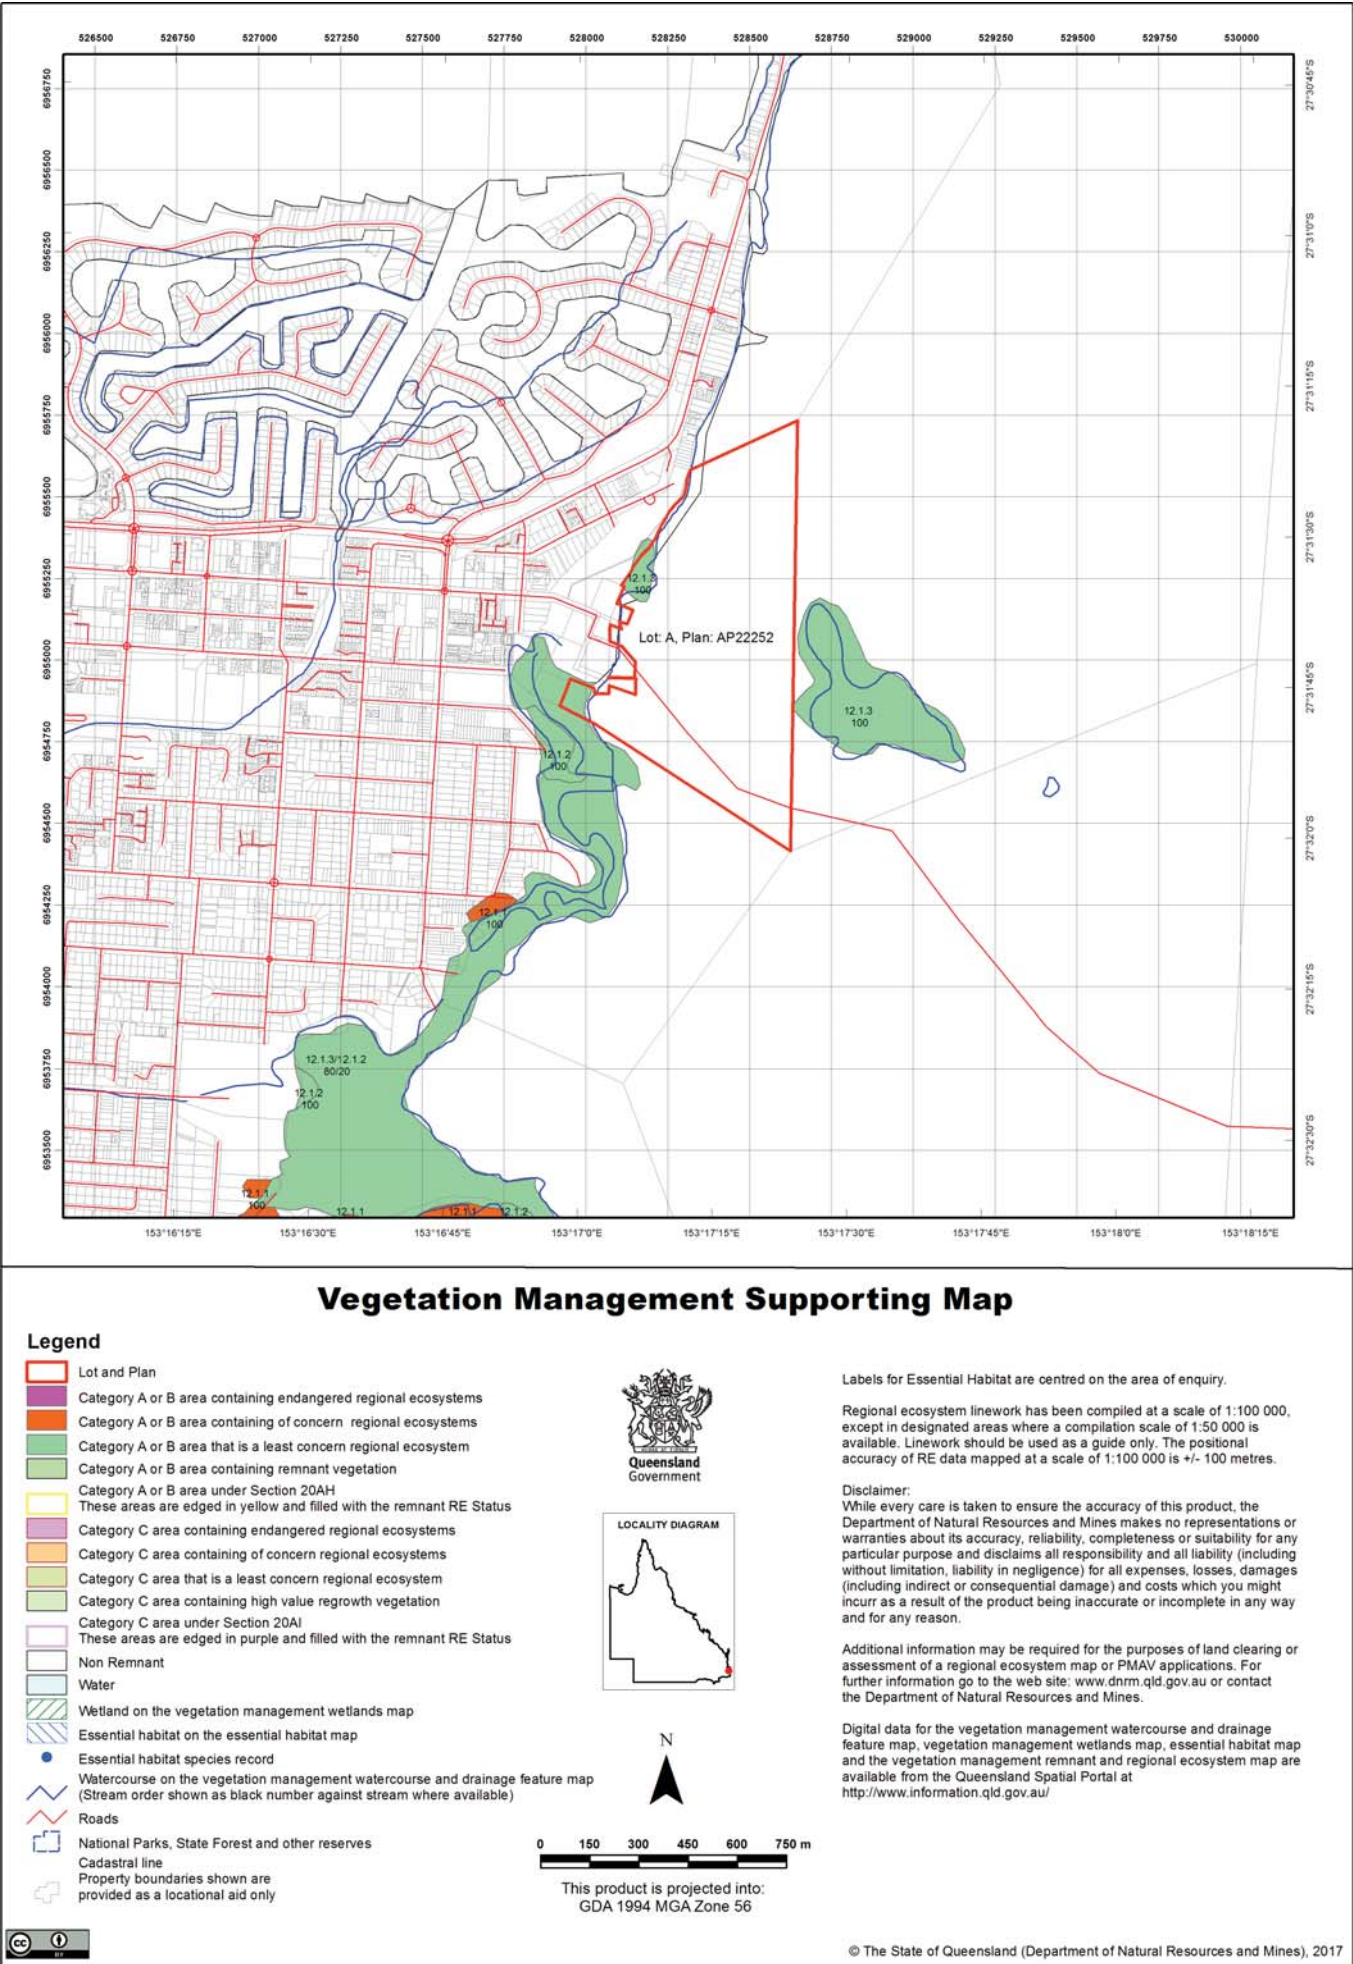 526500 526750 527000 527250 527500 527750 528000 528250 528500 528750 529000 529250 529500 529750 530000
6956750
6956500
6956250
6956000
6955750
6955500
6955250
6955000
6954750
6954500
6954250
6954000
6953750
6953500
27°30'45"S
27°31'0"S
27°31'15"S
27°31'30"S
27°31'45"S
27°32'0"S
27°32'15"S
27°32'30"S
12.1.3
100
Lot: A, Plan: AP22252
12.1.3
100
12.1.2
100
12.1.1
100
12.1.3/12.1.2
80/20
12.1.2
100
12.1.1
100
12.1.1
12.1.1
12.1.2
153°16'15"E 153°16'30"E 153°16'45"E 153°17'0"E 153°17'15"E 153°17'30"E 153°17'45"E 153°18'0"E 153°18'15"E
Vegetation Management Supporting Map
Legend
Lot and Plan
Category A or B area containing endangered regional ecosystems
Category A or B area containing of concern regional ecosystems
Category A or B area that is a least concern regional ecosystem
Category A or B area containing remnant vegetation
Category A or B area under Section 20AH
These areas are edged in yellow and filled with the remnant RE Status
Category C area containing endangered regional ecosystems
Category C area containing of concern regional ecosystems
Category C area that is a least concern regional ecosystem
Category C area containing high value regrowth vegetation
Category C area under Section 20AI
These areas are edged in purple and filled with the remnant RE Status
Non Remnant
Water
Wetland on the vegetation management wetlands map
Essential habitat on the essential habitat map
Essential habitat species record
Watercourse on the vegetation management watercourse and drainage feature map
(Stream order shown as black number against stream where available)
Roads
National Parks, State Forest and other reserves
Cadastral line
Property boundaries shown are
provided as a locational aid only
Queensland
Government
LOCALITY DIAGRAM
N
0 150 300 450 600 750 m
This product is projected into:
GDA 1994 MGA Zone 56
Labels for Essential Habitat are centred on the area of enquiry.
Regional ecosystem linework has been compiled at a scale of 1:100 000,
except in designated areas where a compilation scale of 1:50 000 is
available. Linework should be used as a guide only. The positional
accuracy of RE data mapped at a scale of 1:100 000 is +/- 100 metres.
Disclaimer:
While every care is taken to ensure the accuracy of this product, the
Department of Natural Resources and Mines makes no representations or
warranties about its accuracy, reliability, completeness or suitability for any
particular purpose and disclaims all responsibility and all liability (including
without limitation, liability in negligence) for all expenses, losses, damages
(including indirect or consequential damage) and costs which you might
incur as a result of the product being inaccurate or incomplete in any way
and for any reason.
Additional information may be required for the purposes of land clearing or
assessment of a regional ecosystem map or PMAV applications. For
further information go to the web site: www.dnrm.qld.gov.au or contact
the Department of Natural Resources and Mines.
Digital data for the vegetation management watercourse and drainage
feature map, vegetation management wetlands map, essential habitat map
and the vegetation management remnant and regional ecosystem map are
available from the Queensland Spatial Portal at
http://www.information.qld.gov.au/
cc
BY
© The State of Queensland (Department of Natural Resources and Mines), 2017